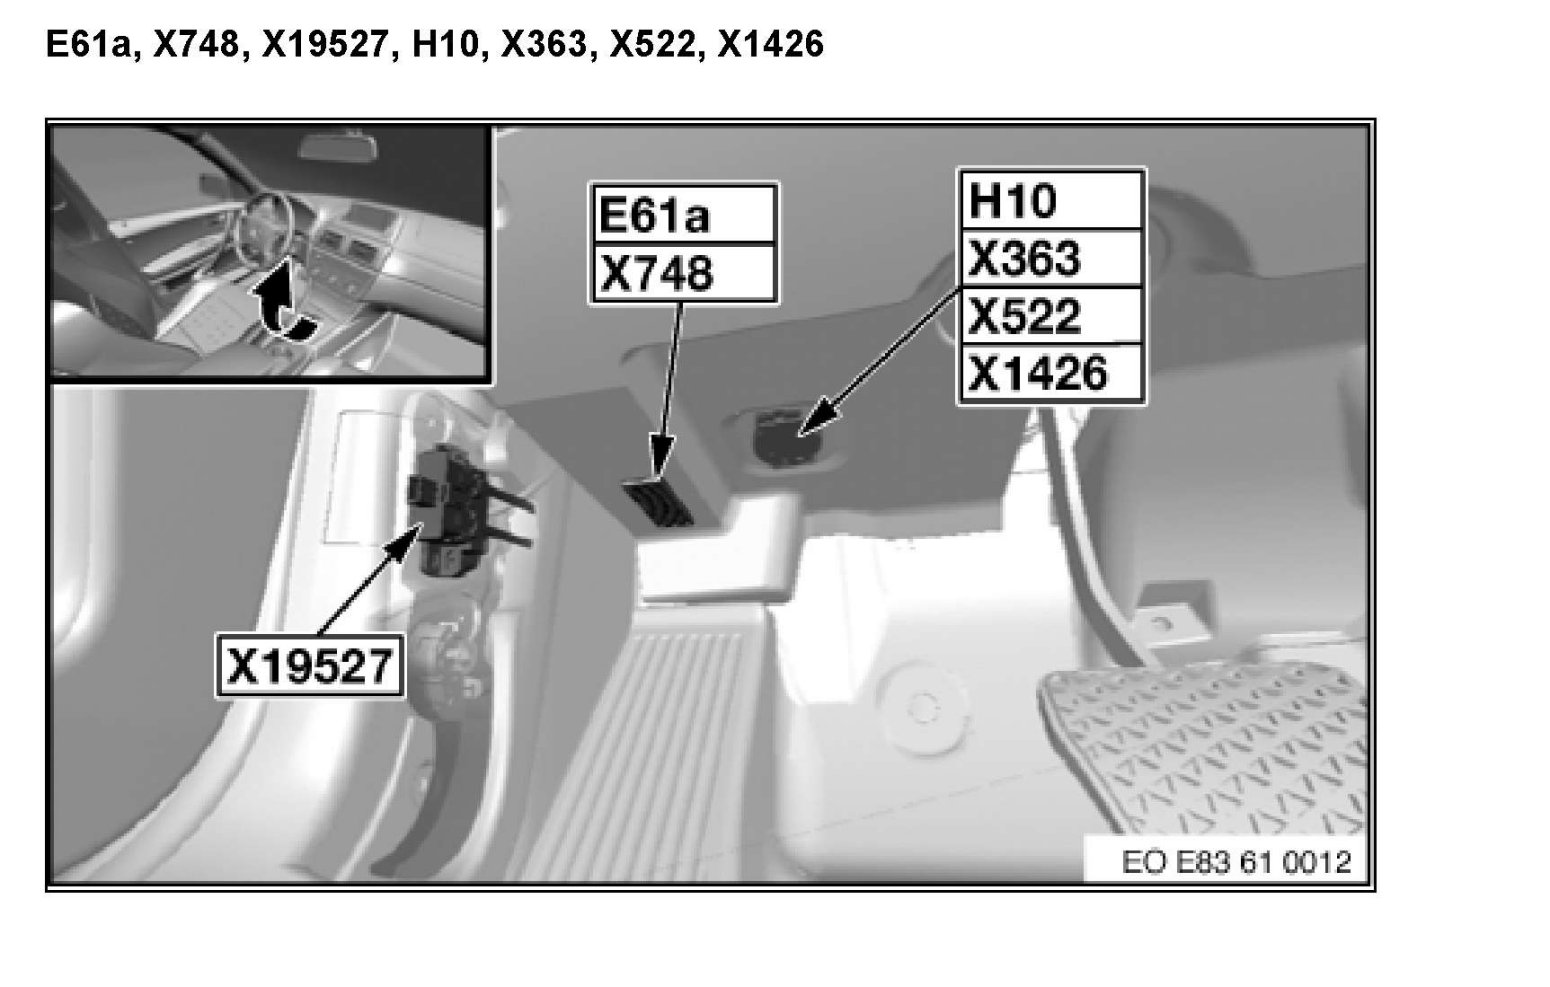 E61a, X748, X19527, H10, X363, X522, X1426
E61a
X748
H10
X363
X522
X1426
X19527
EO E83 61 0012